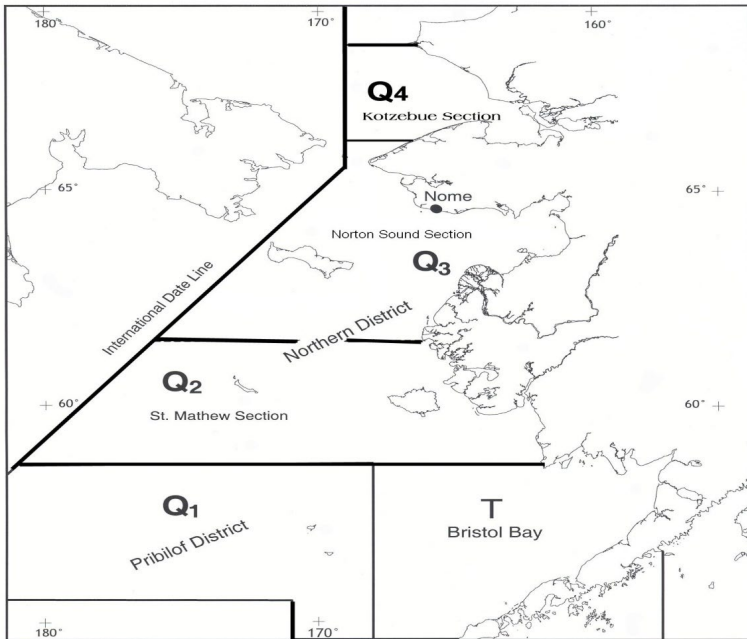 180°
170°
160°
Q4
Kotzebue Section
65°
65°
Nome
Norton Sound Section
Q3
International Date Line
Northern District
Q2
60°
60°
St. Mathew Section
Q1
T
Bristol Bay
Pribilof District
180°
170°
160°